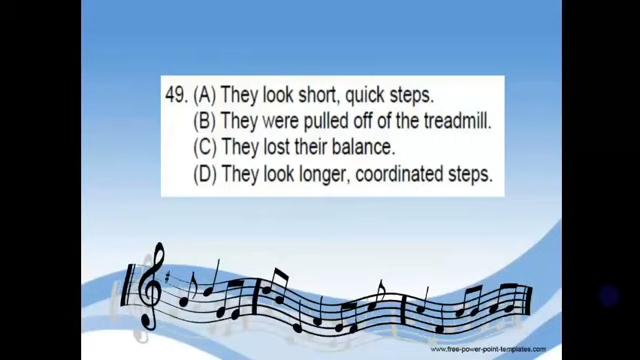 49. (A) They look short, quick steps.
(B) They were pulled off of the treadmill.
(C) They lost their balance.
(D) They look longer, coordinated steps.
www.free-power-point-templates.com